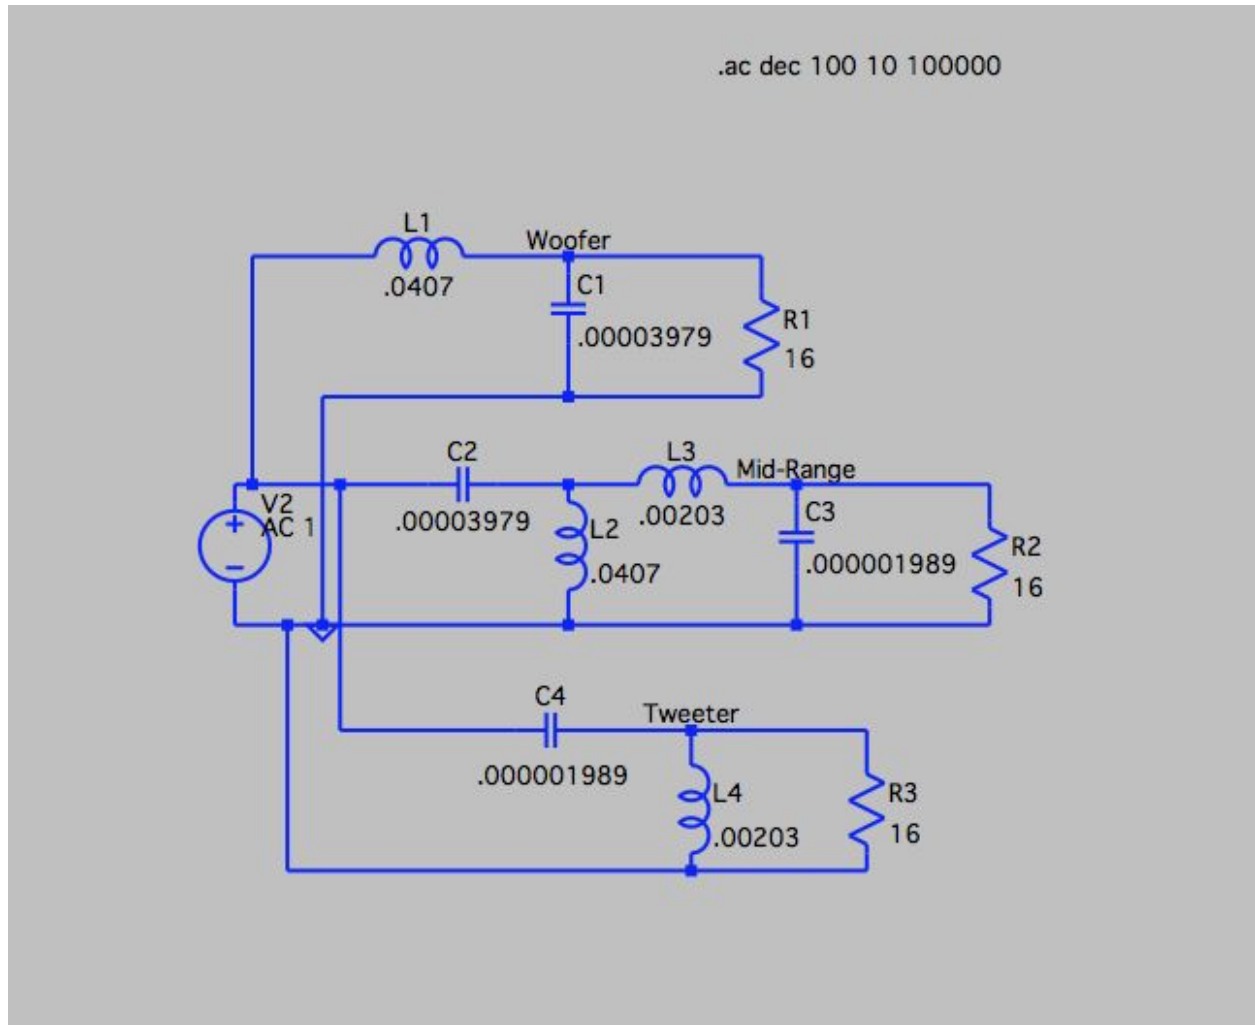 .ac dec 100 10 100000
L1
Woofer
.0407
C1
.00003979
R1
16
C2
L3
Mid-Range
V2
AC 1
.00003979
.00203
C3
L2
.0407
.000001989
R2
16
C4
Tweeter
.000001989
L4
.00203
R3
16